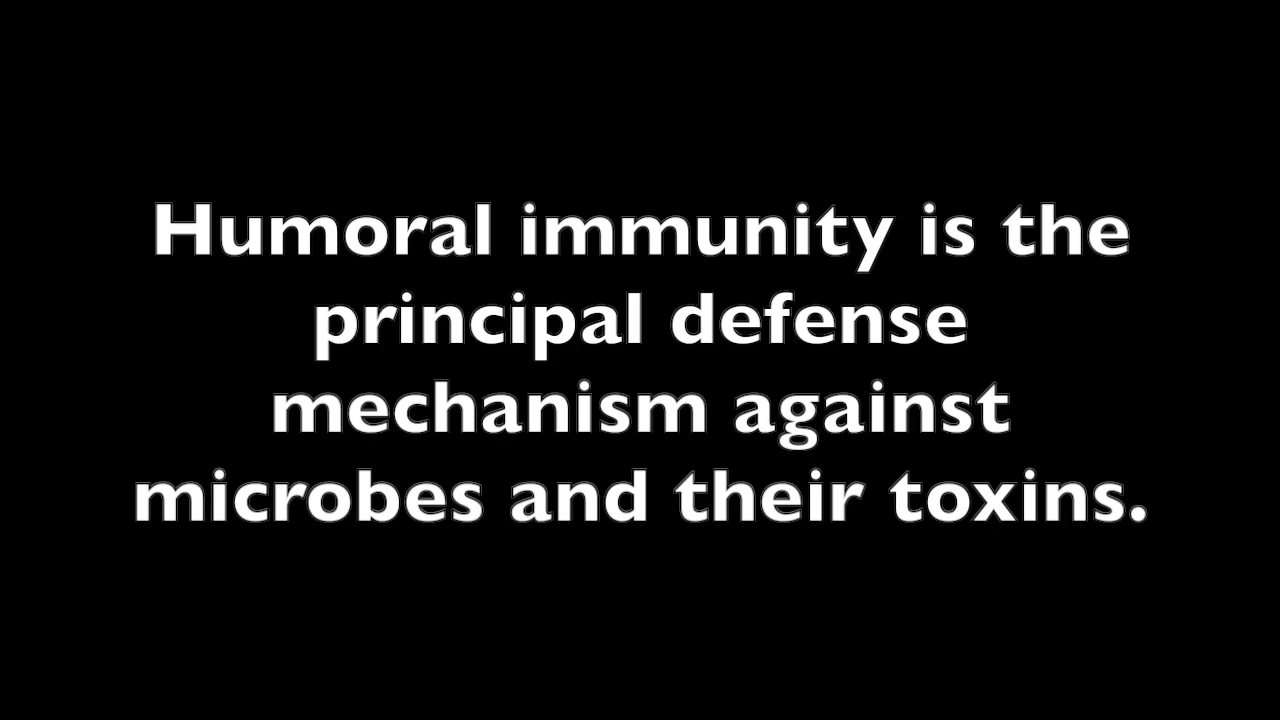 Humoral immunity is the
principal defense
mechanism against
microbes and their toxins.